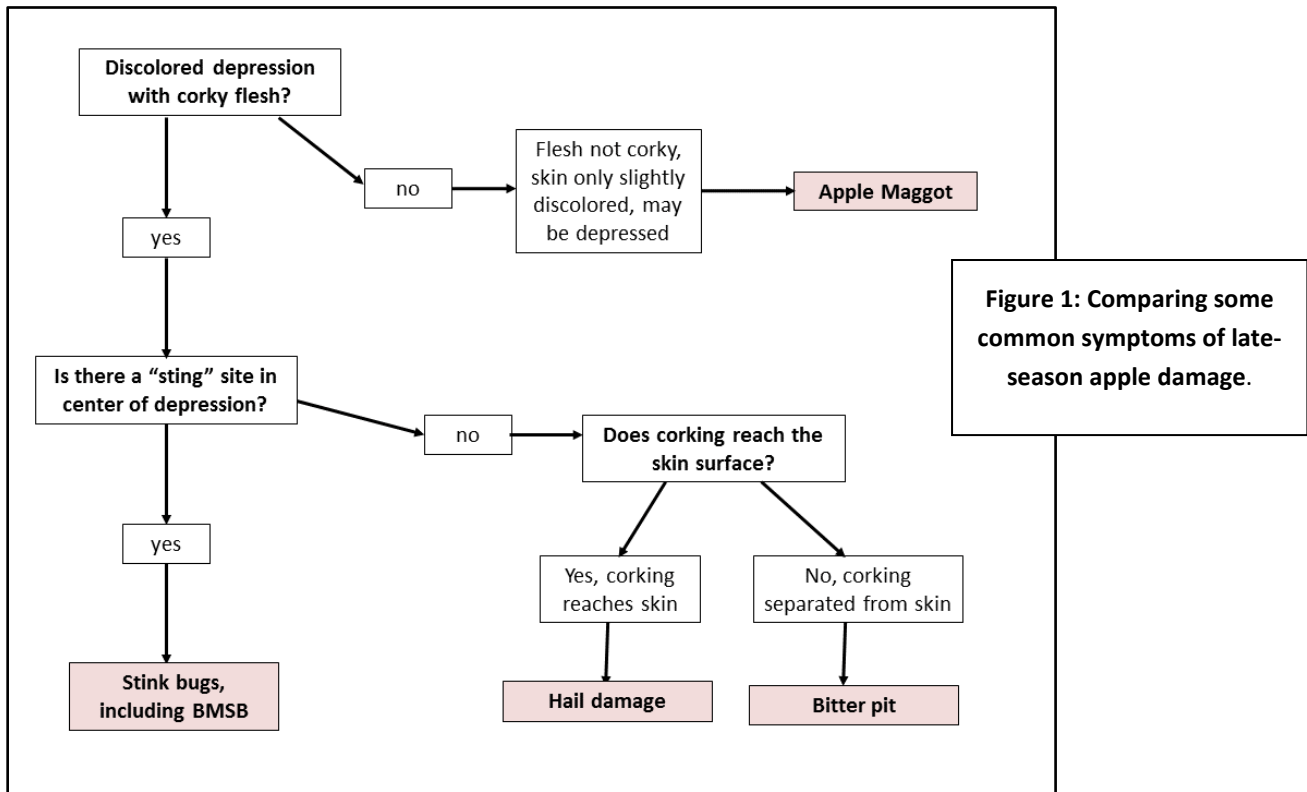 Discolored depression
with corky flesh?
no
Flesh not corky,
skin only slightly
discolored, may
be depressed
Apple Maggot
yes
Figure 1: Comparing some
common symptoms of late-
season apple damage.
Is there a “sting” site in
center of depression?
no
Does corking reach the
skin surface?
yes
Yes, corking
reaches skin
No, corking
separated from skin
Stink bugs,
including BMSB
Hail damage
Bitter pit